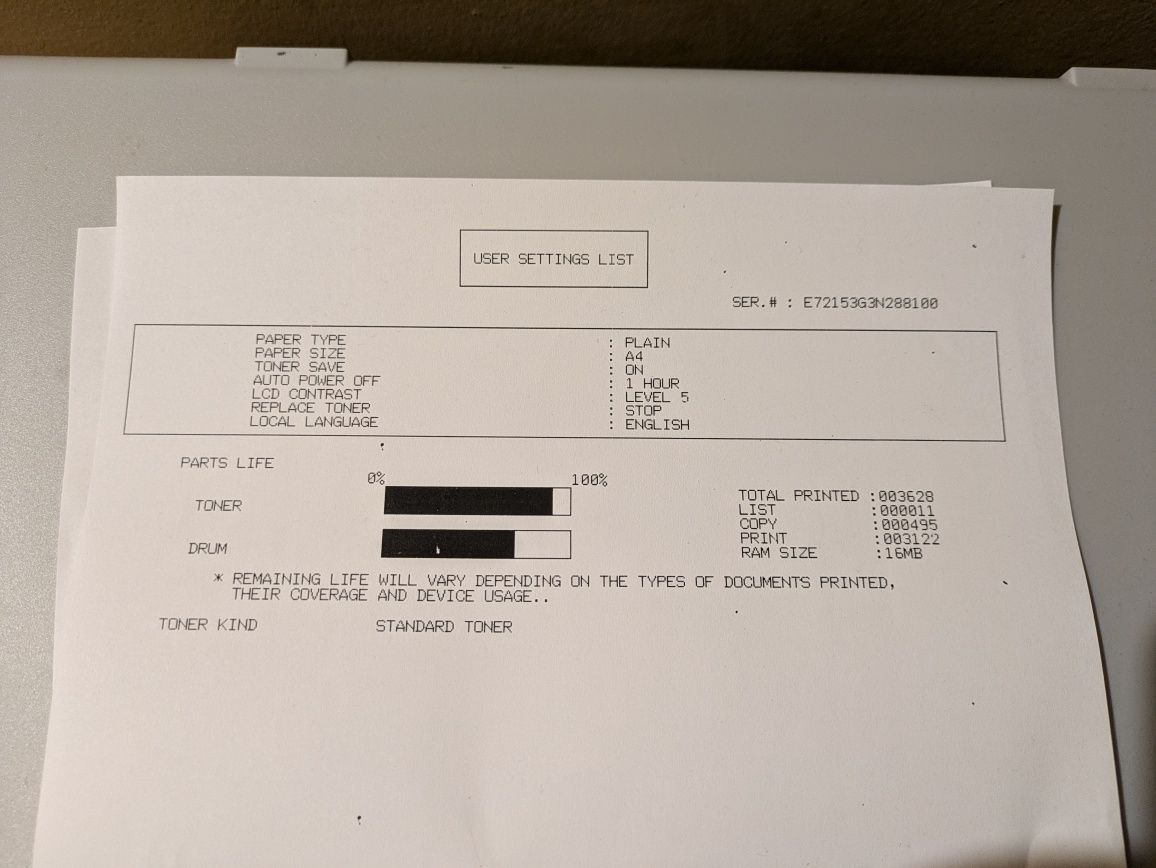 USER SETTINGS LIST
SER.# : E72153G3N288100
PAPER TYPE : PLAIN
PAPER SIZE : A4
TONER SAVE : ON
AUTO POWER OFF : 1 HOUR
LCD CONTRAST : LEVEL 5
REPLACE TONER : STOP
LOCAL LANGUAGE : ENGLISH
PARTS LIFE
0% 100%
TONER
DRUM
TOTAL PRINTED :003628
LIST :000011
COPY :000495
PRINT :003122
RAM SIZE :16MB
* REMAINING LIFE WILL VARY DEPENDING ON THE TYPES OF DOCUMENTS PRINTED,
THEIR COVERAGE AND DEVICE USAGE..
TONER KIND STANDARD TONER